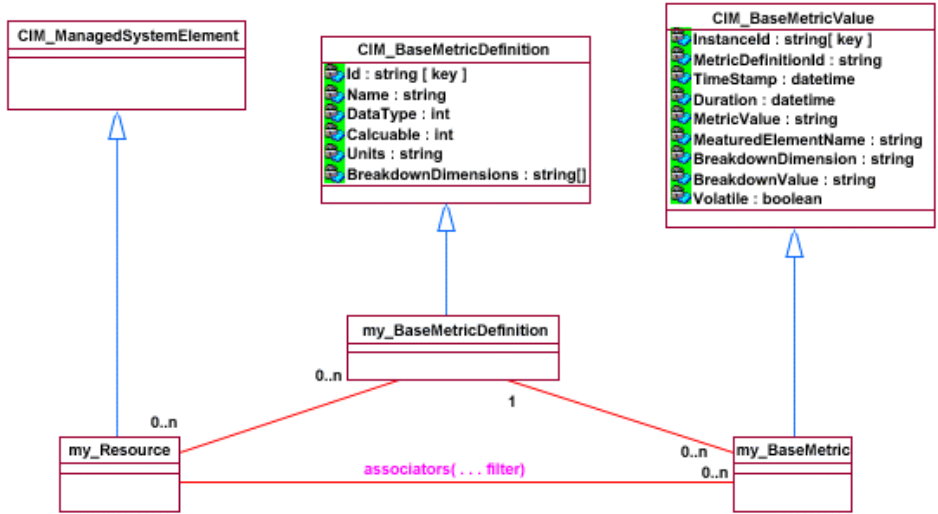 CIM_ManagedSystemElement
CIM_BaseMetricDefinition
Id : string [ key ]
Name : string
DataType : int
Calcuable : int
Units : string
BreakdownDimensions : string[]
CIM_BaseMetricValue
InstanceId : string[ key ]
MetricDefinitionId : string
TimeStamp : datetime
Duration : datetime
MetricValue : string
MeaturedElementName : string
BreakdownDimension : string
BreakdownValue : string
Volatile : boolean
my_BaseMetricDefinition
0..n
1
0..n
my_Resource
0..n
my_BaseMetric
associators( . . . filter)
0..n